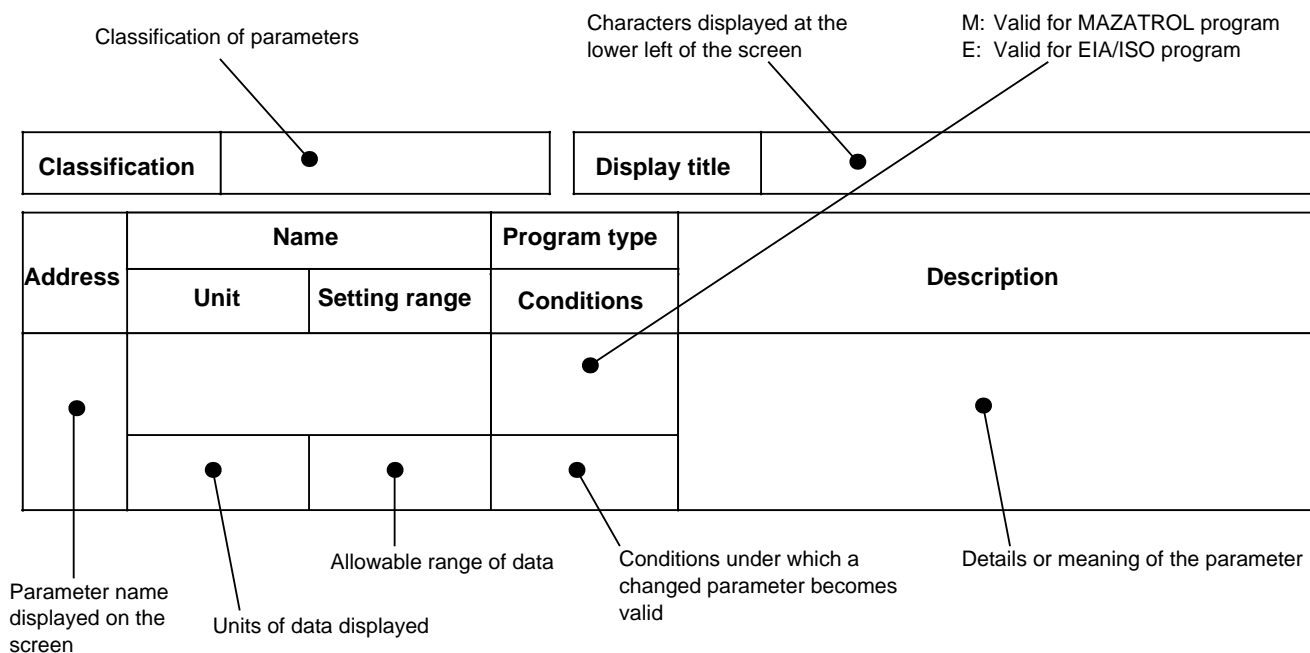 Classification of parameters
Characters displayed at the
lower left of the screen
M: Valid for MAZATROL program
E: Valid for EIA/ISO program
Classification
Display title
Address
Name
Program type
Description
Unit
Setting range
Conditions
Parameter name
displayed on the
screen
Units of data displayed
Allowable range of data
Conditions under which a
changed parameter becomes
valid
Details or meaning of the parameter